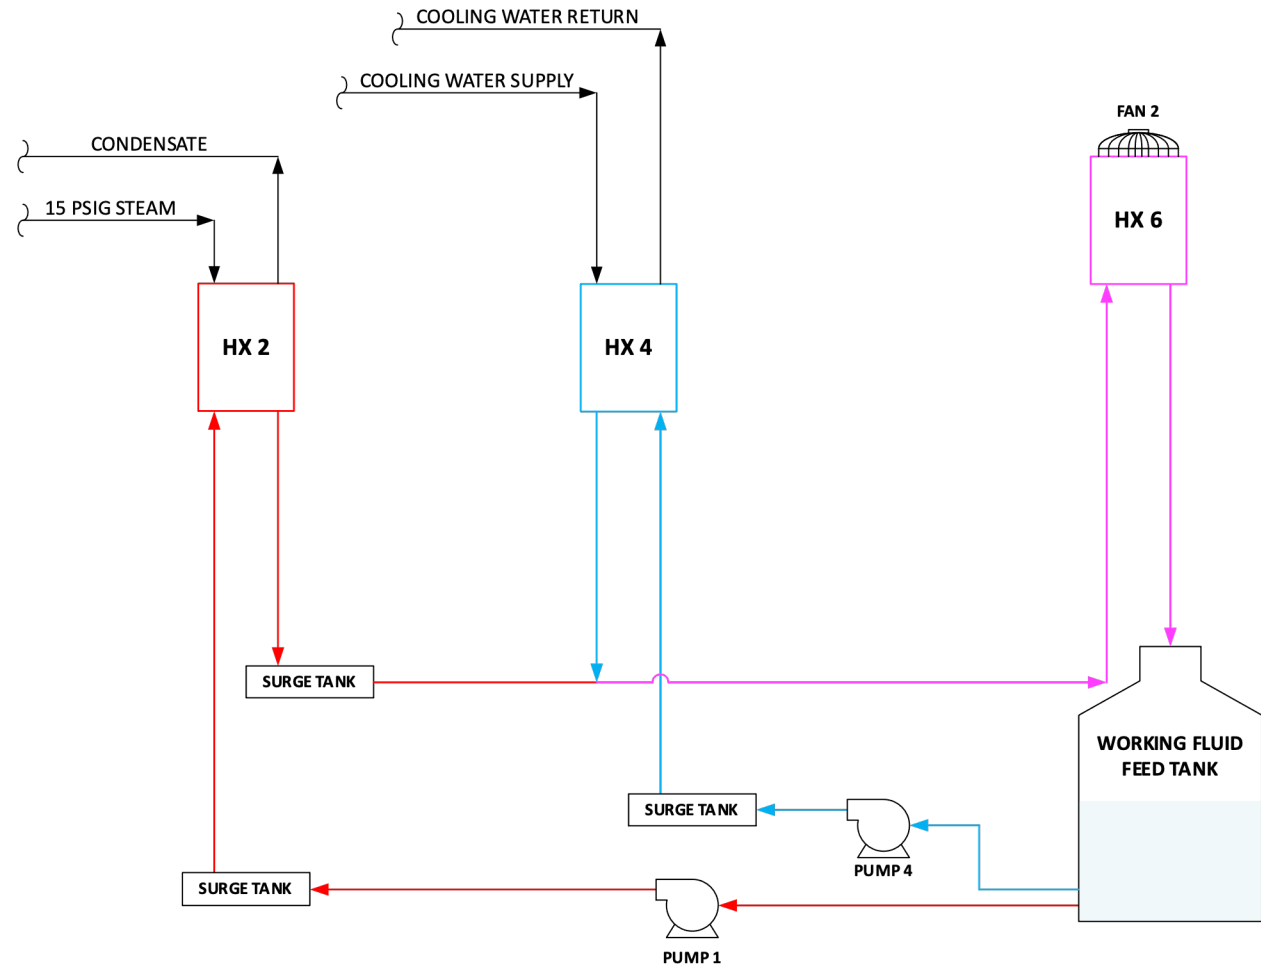 COOLING WATER RETURN
COOLING WATER SUPPLY
FAN 2
CONDENSATE
15 PSIG STEAM
HX 6
HX 2
HX 4
SURGE TANK
WORKING FLUID
FEED TANK
SURGE TANK
PUMP 4
SURGE TANK
PUMP 1